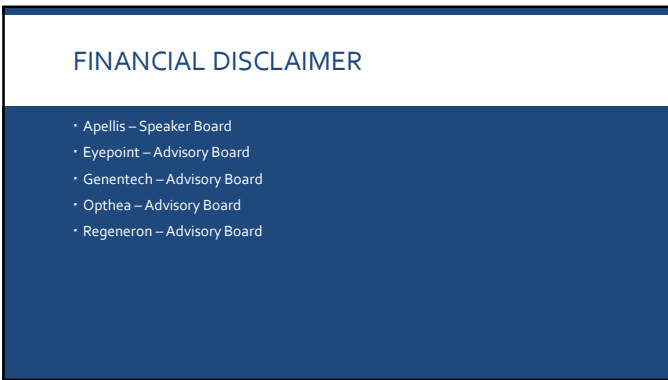 FINANCIAL DISCLAIMER
▪ Apellis – Speaker Board
▪ Eyepoint – Advisory Board
▪ Genentech – Advisory Board
▪ Opthea – Advisory Board
▪ Regeneron – Advisory Board